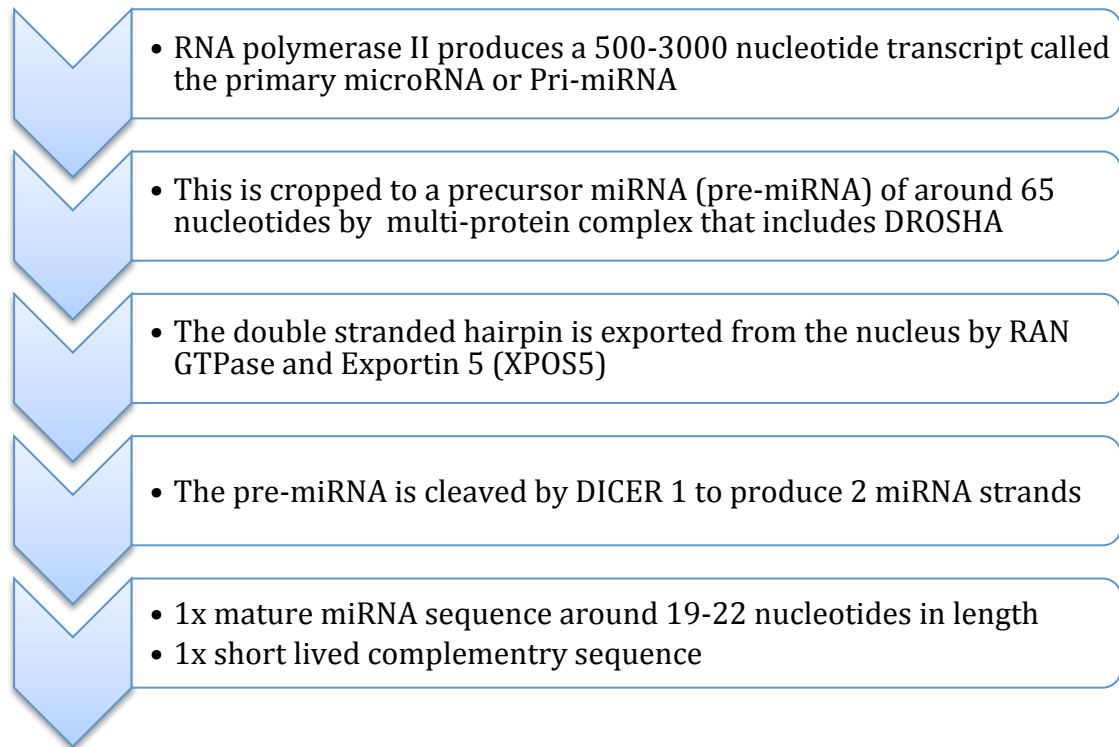 • RNA polymerase II produces a 500-3000 nucleotide transcript called
the primary microRNA or Pri-miRNA
• This is cropped to a precursor miRNA (pre-miRNA) of around 65
nucleotides by  multi-protein complex that includes DROSHA
• The double stranded hairpin is exported from the nucleus by RAN
GTPase and Exportin 5 (XPOS5)
• The pre-miRNA is cleaved by DICER 1 to produce 2 miRNA strands
• 1x mature miRNA sequence around 19-22 nucleotides in length
• 1x short lived complementry sequence